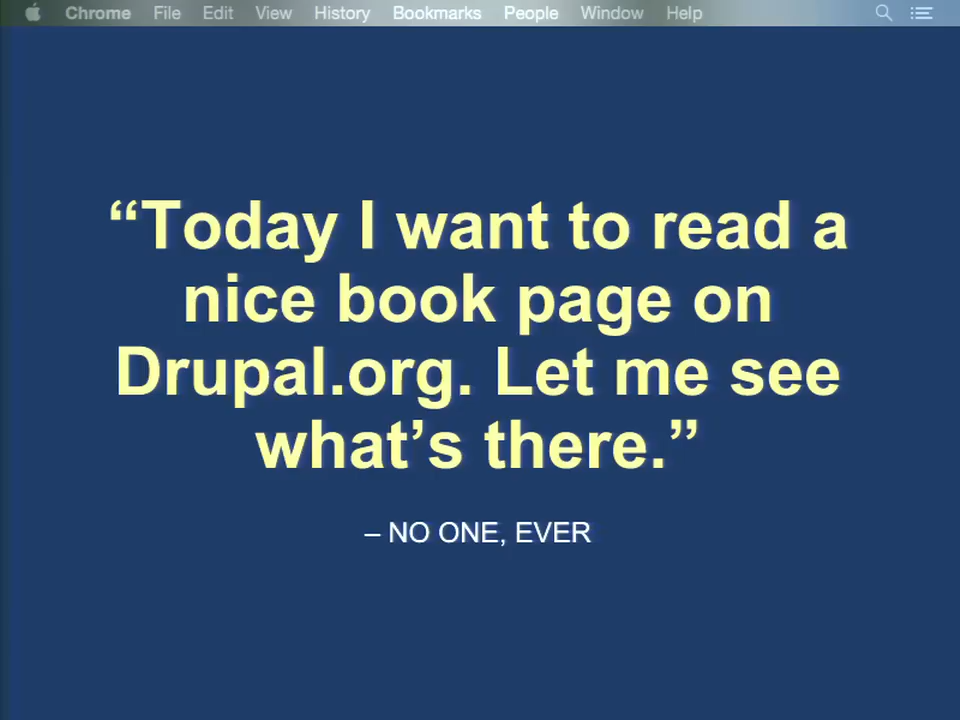 Chrome File Edit View History Bookmarks People Window Help
“Today I want to read a
nice book page on
Drupal.org. Let me see
what’s there.”
– NO ONE, EVER